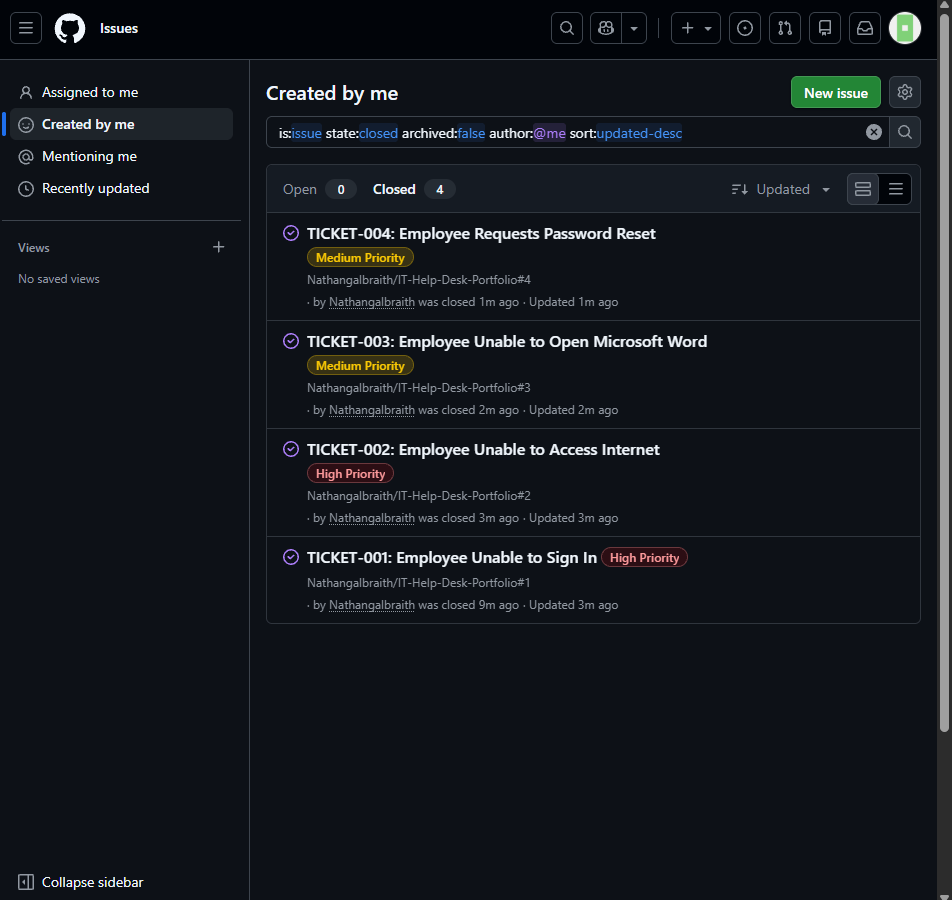 Issues
Assigned to me
Created by me
Mentioning me
Recently updated
Views
No saved views
Collapse sidebar
Created by me
New issue
is:issue state:closed archived:false author:@me sort:updated-desc
Open 0 Closed 4 Updated
TICKET-004: Employee Requests Password Reset
Medium Priority
Nathangalbraith/IT-Help-Desk-Portfolio#4
· by Nathangalbraith was closed 1m ago · Updated 1m ago
TICKET-003: Employee Unable to Open Microsoft Word
Medium Priority
Nathangalbraith/IT-Help-Desk-Portfolio#3
· by Nathangalbraith was closed 2m ago · Updated 2m ago
TICKET-002: Employee Unable to Access Internet
High Priority
Nathangalbraith/IT-Help-Desk-Portfolio#2
· by Nathangalbraith was closed 3m ago · Updated 3m ago
TICKET-001: Employee Unable to Sign In High Priority
Nathangalbraith/IT-Help-Desk-Portfolio#1
· by Nathangalbraith was closed 9m ago · Updated 3m ago